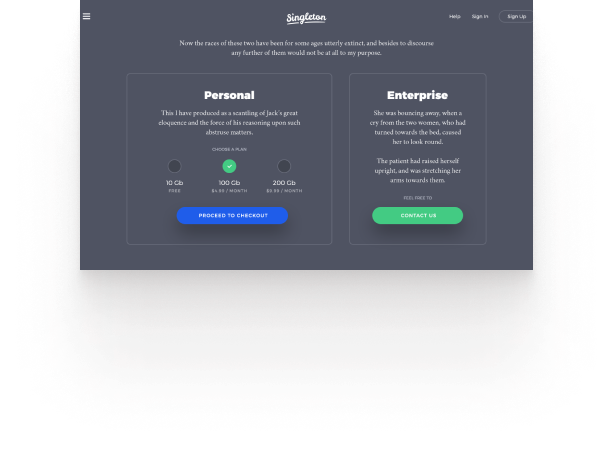 Singleton
Help
Sign In
Sign Up
Now the races of these two have been for some ages utterly extinct, and besides to discourse
any further of them would not be at all to my purpose.
Personal
This I have produced as a scantling of Jack's great
eloquence and the force of his reasoning upon such
abstruse matters.
CHOOSE A PLAN
10 Gb
FREE
100 Gb
$4.99 / MONTH
200 Gb
$9.99 / MONTH
PROCEED TO CHECKOUT
Enterprise
She was bouncing away, when a
cry from the two women, who had
turned towards the bed, caused
her to look round.
The patient had raised herself
upright, and was stretching her
arms towards them.
FEEL FREE TO
CONTACT US